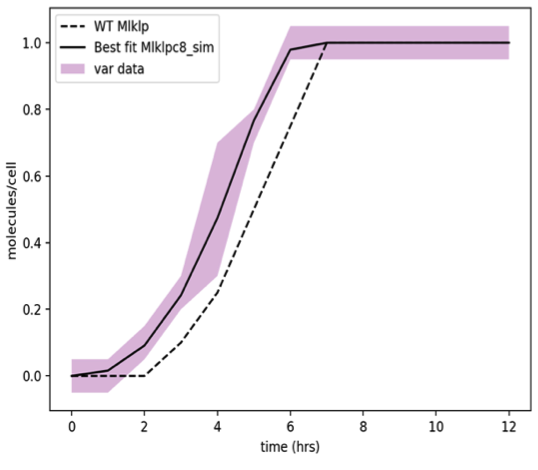 WT Mlklp
Best fit Mlklpc8_sim
var data
molecules/cell
1.0
0.8
0.6
0.4
0.2
0.0
0 2 4 6 8 10 12
time (hrs)